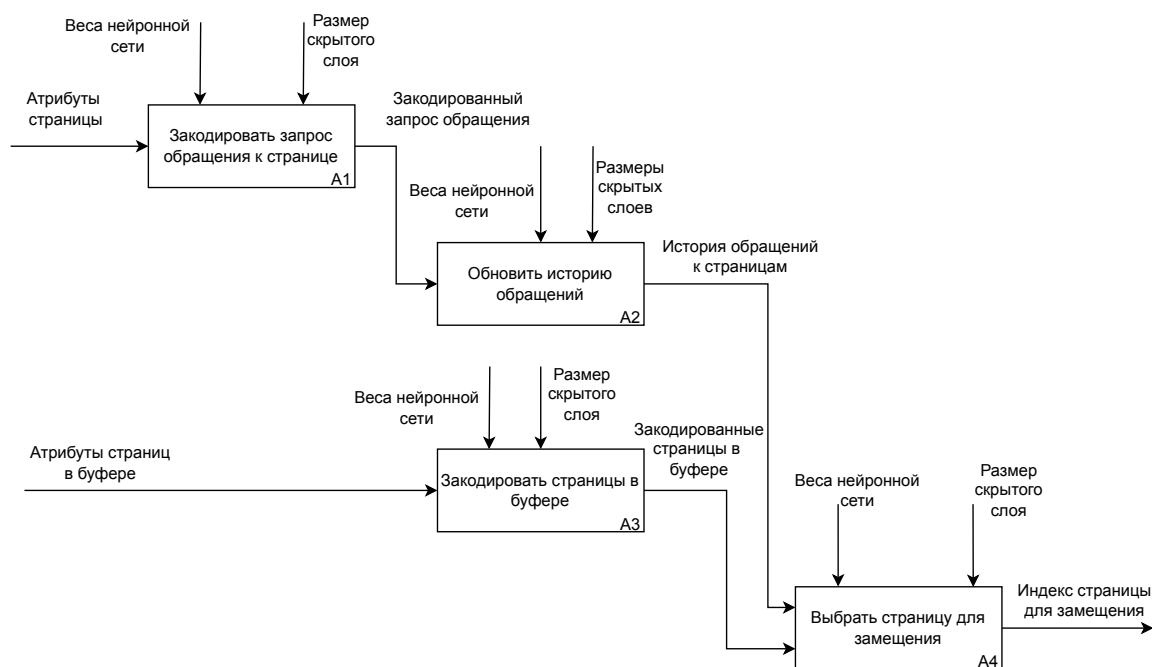 Веса нейронной
сети
Размер
скрытого
слоя
Атрибуты
страницы
Закодировать запрос
обращения к странице
A1
Закодированный
запрос обращения
Веса нейронной
сети
Размеры
скрытых
слоев
Обновить историю
обращений
A2
История обращений
к страницам
Веса нейронной
сети
Размер
скрытого
слоя
Атрибуты страниц
в буфере
Закодировать страницы в
буфере
A3
Закодированные
страницы в
буфере
Веса нейронной
сети
Размер
скрытого
слоя
Выбрать страницу для
замещения
A4
Индекс страницы
для замещения